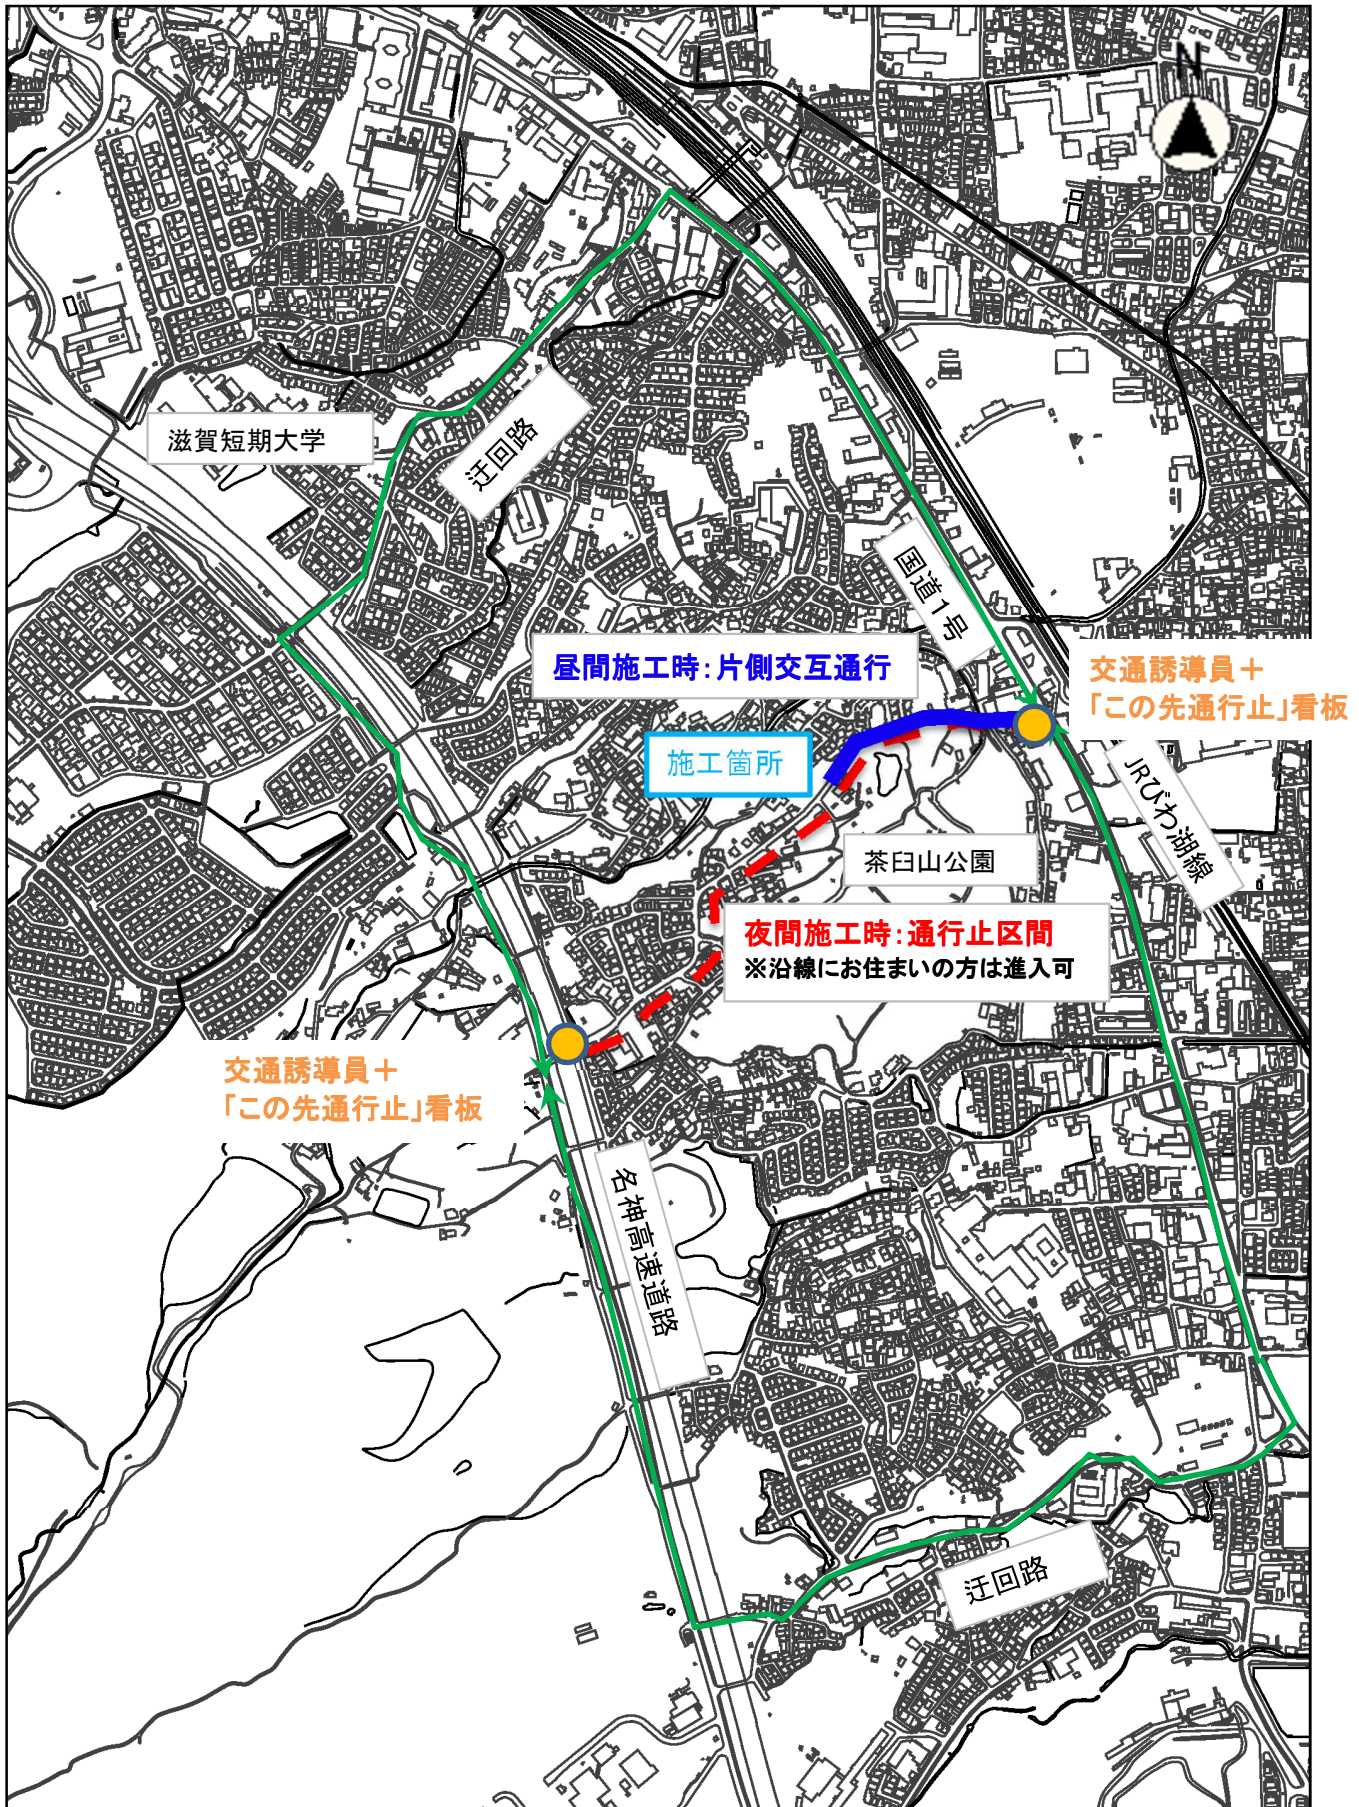 N
滋賀短期大学
迂回路
国道1号
昼間施工時：片側交互通行
交通誘導員＋
「この先通行止」看板
施工箇所
JRびわ湖線
茶臼山公園
夜間施工時：通行止区間
※沿線にお住まいの方は進入可
交通誘導員＋
「この先通行止」看板
名神高速道路
迂回路